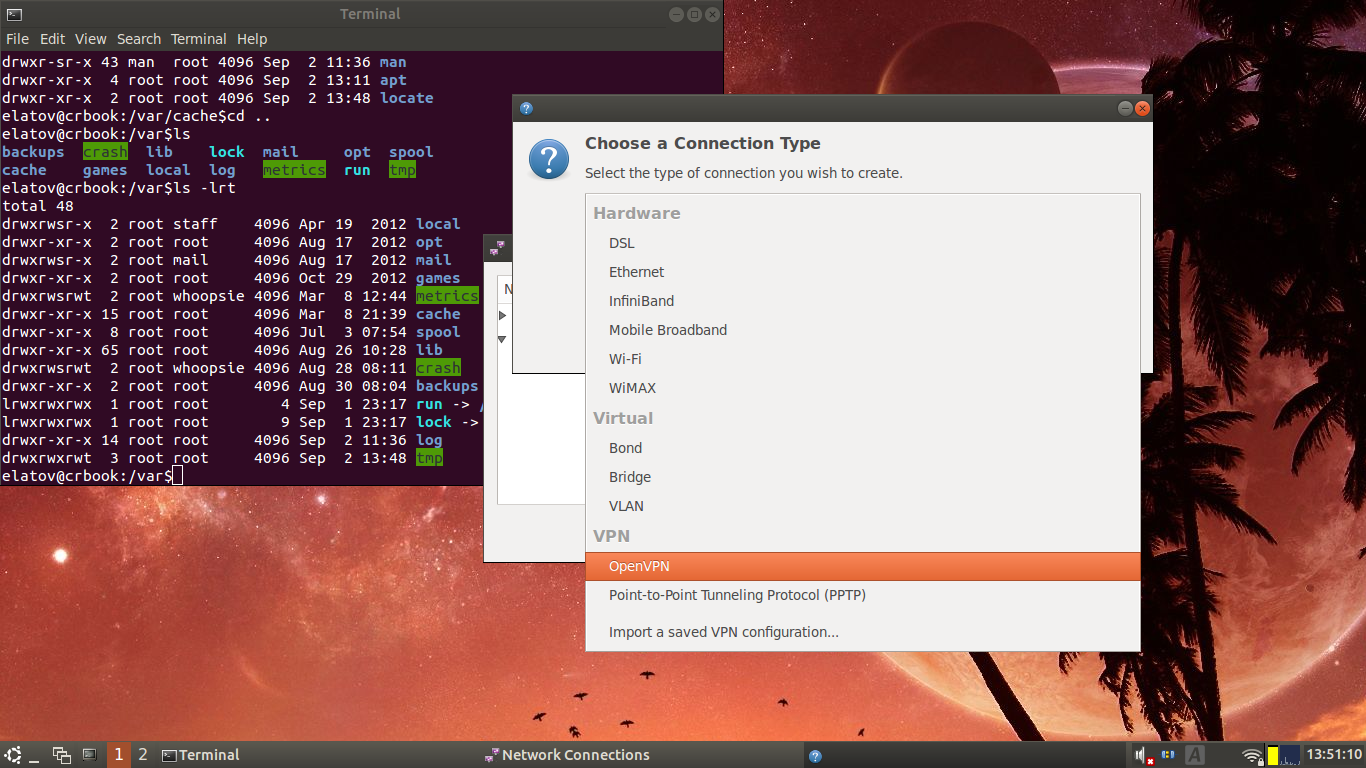 Terminal
File Edit View Search Terminal Help
drwxr-sr-x 43 man  root 4096 Sep  2 11:36 man
drwxr-xr-x  4 root root 4096 Sep  2 13:11 apt
drwxr-xr-x  2 root root 4096 Sep  2 13:48 locate
elatov@crbook:/var/cache$cd ..
elatov@crbook:/var$ls
backups  crash  lib    lock  mail     opt  spool
cache    games  local  log   metrics  run  tmp
elatov@crbook:/var$ls -lrt
total 48
drwxrwsr-x  2 root staff    4096 Apr 19  2012 local
drwxr-xr-x  2 root root     4096 Aug 17  2012 opt
drwxrwsr-x  2 root mail     4096 Aug 17  2012 mail
drwxr-xr-x  2 root root     4096 Oct 29  2012 games
drwxrwsrwt  2 root whoopsie 4096 Mar  8 12:44 metrics
drwxr-xr-x 15 root root     4096 Mar  8 21:39 cache
drwxr-xr-x  8 root root     4096 Jul  3 07:54 spool
drwxr-xr-x 65 root root     4096 Aug 26 10:28 lib
drwxrwsrwt  2 root whoopsie 4096 Aug 28 08:11 crash
drwxr-xr-x  2 root root     4096 Aug 30 08:04 backups
lrwxrwxrwx  1 root root        4 Sep  1 23:17 run -> /
lrwxrwxrwx  1 root root        9 Sep  1 23:17 lock ->
drwxr-xr-x 14 root root     4096 Sep  2 11:36 log
drwxrwxrwt  3 root root     4096 Sep  2 13:48 tmp
elatov@crbook:/var$
N
Choose a Connection Type
Select the type of connection you wish to create.
Hardware
DSL
Ethernet
InfiniBand
Mobile Broadband
Wi-Fi
WiMAX
Virtual
Bond
Bridge
VLAN
VPN
OpenVPN
Point-to-Point Tunneling Protocol (PPTP)
Import a saved VPN configuration...
1 2 Terminal Network Connections A 13:51:10